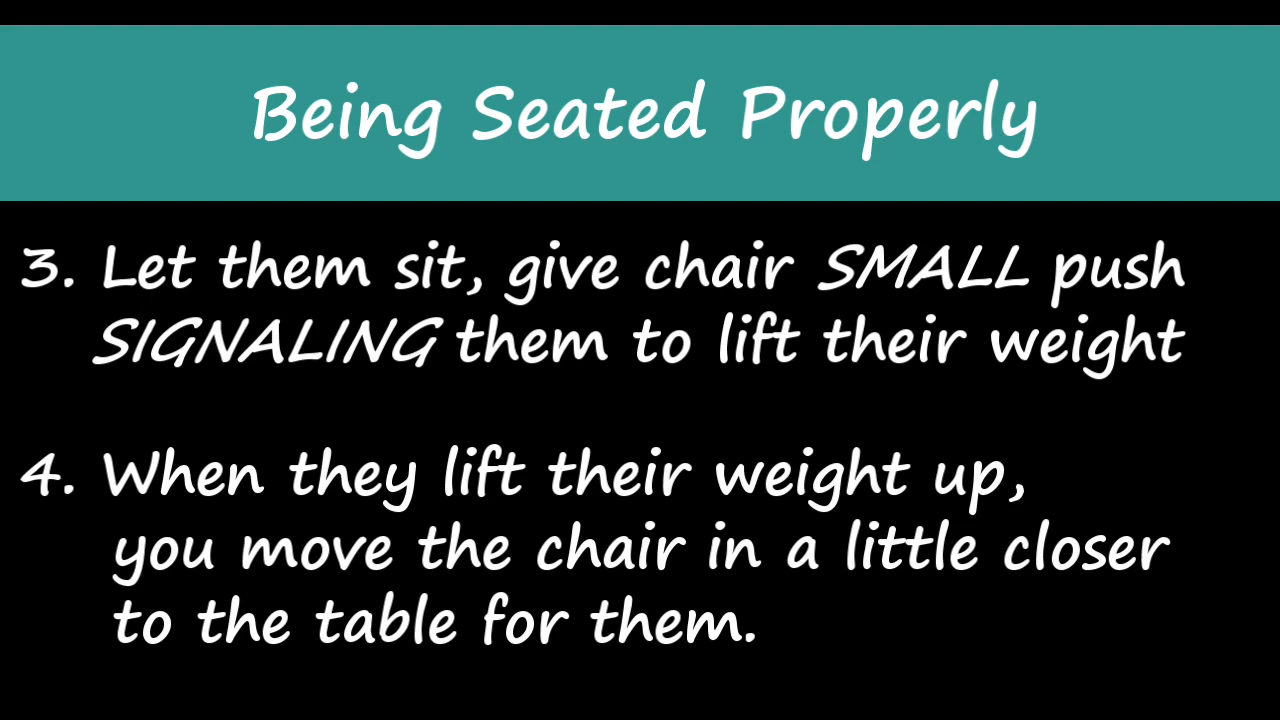 Being Seated Properly
3. Let them sit, give chair SMALL push
SIGNALING them to lift their weight
4. When they lift their weight up,
you move the chair in a little closer
to the table for them.